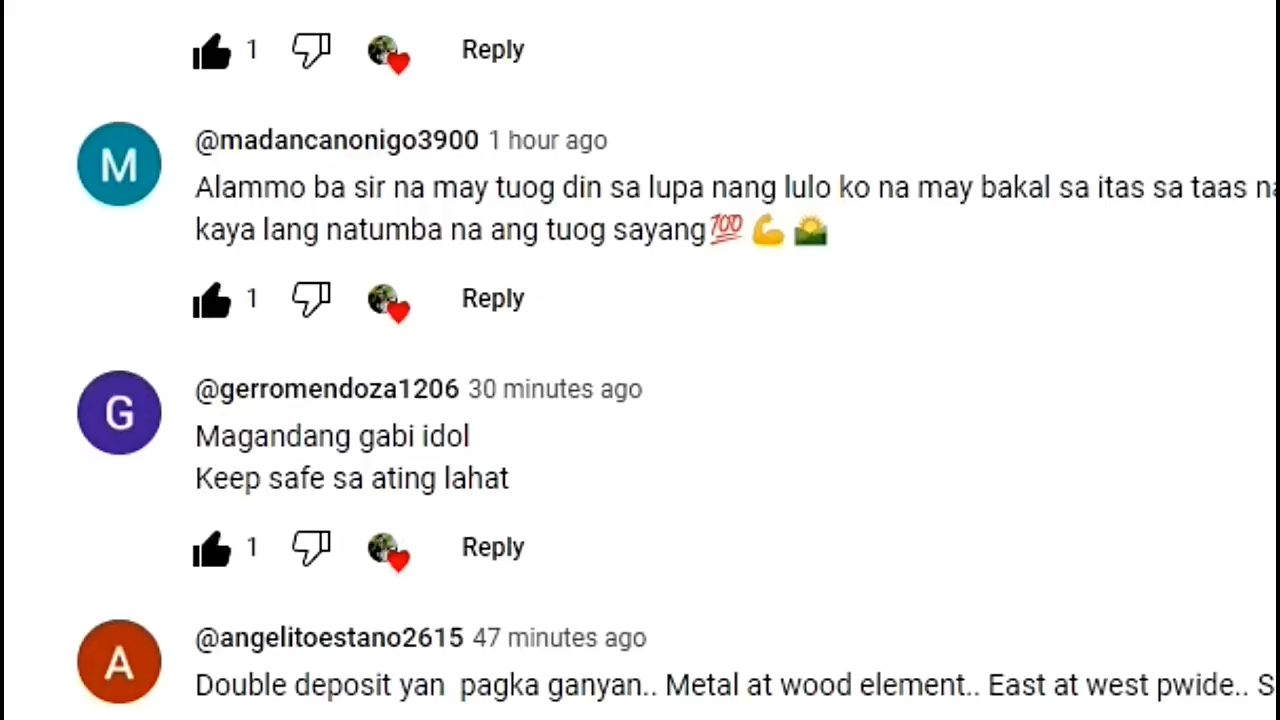 1 Reply
M
@madancanonigo3900 1 hour ago
Alammo ba sir na may tuog din sa lupa nang lulo ko na may bakal sa itas sa taas
kaya lang natumba na ang tuog sayang💯💪🌄
1 Reply
G
@gerromendoza1206 30 minutes ago
Magandang gabi idol
Keep safe sa ating lahat
1 Reply
A
@angelitoestano2615 47 minutes ago
Double deposit yan pagka ganyan.. Metal at wood element.. East at west pwide..